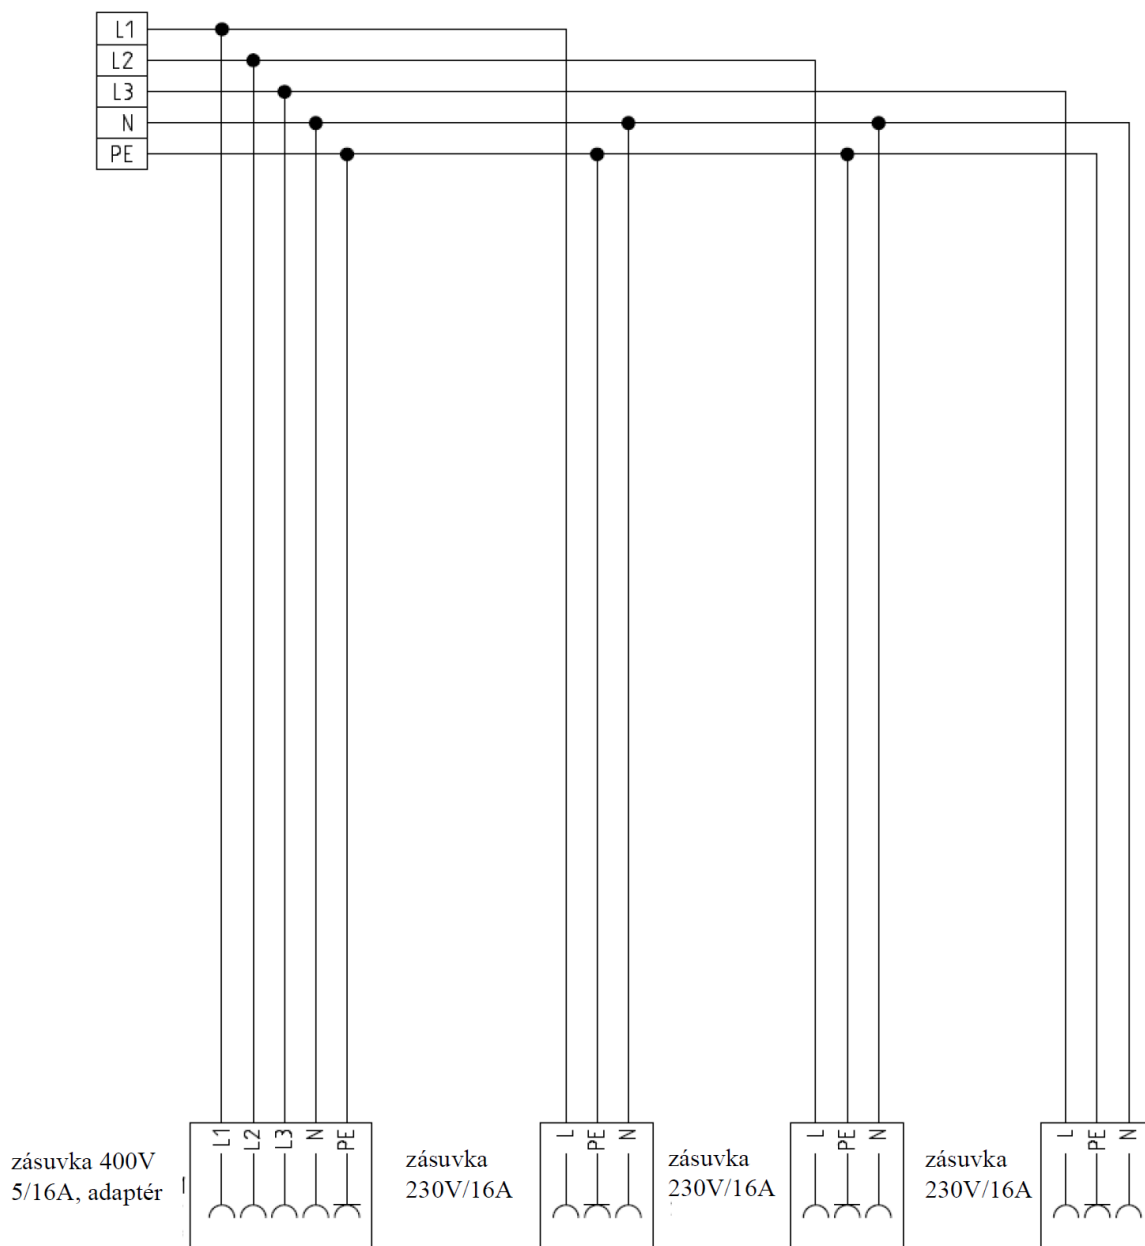 L1
L2
L3
N
PE
L1 L2 L3 N PE
L PE N
L PE N
L PE N
zásuvka 400V
5/16A, adaptér
zásuvka
230V/16A
zásuvka
230V/16A
zásuvka
230V/16A